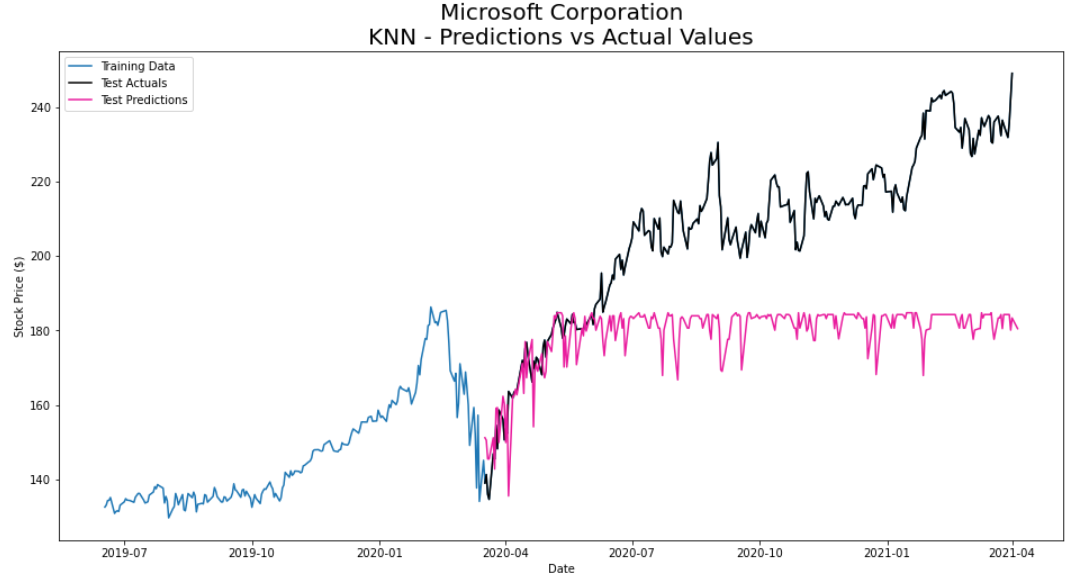 Microsoft Corporation
KNN - Predictions vs Actual Values
Training Data
Test Actuals
Test Predictions
Stock Price ($)
240
220
200
180
160
140
2019-07
2019-10
2020-01
2020-04
2020-07
2020-10
2021-01
2021-04
Date